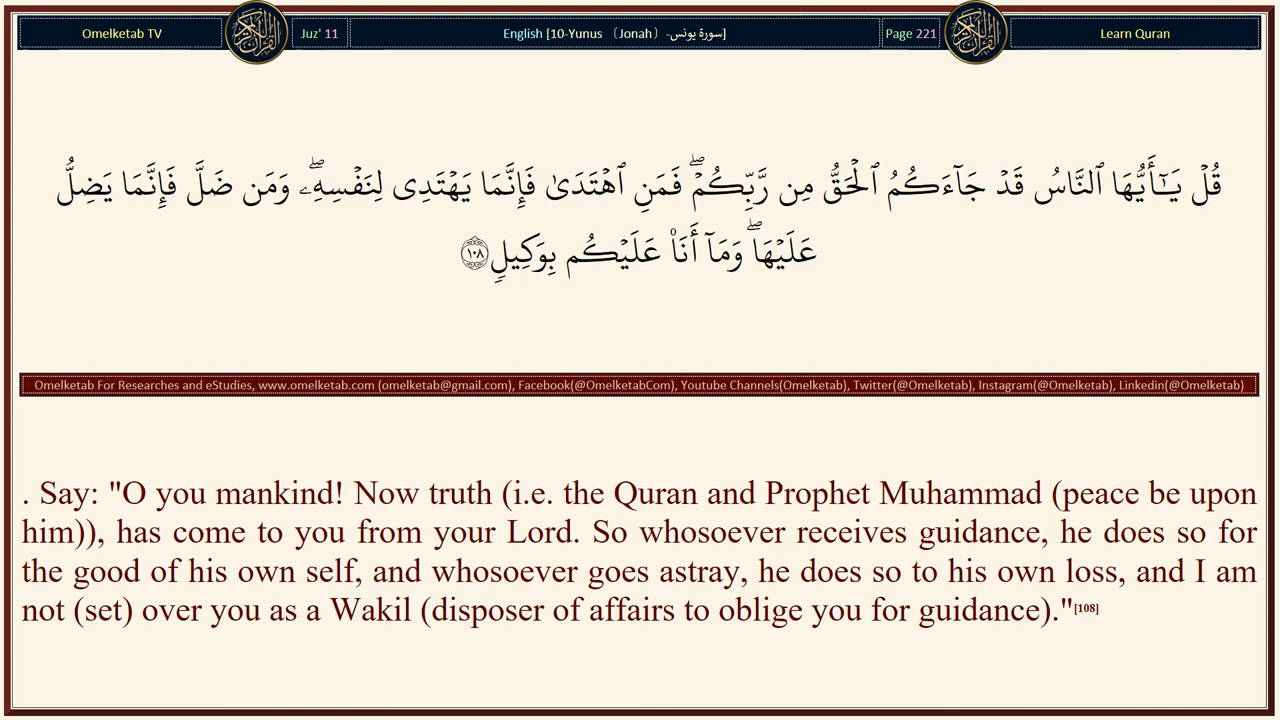 Omelketab TV
Juz' 11
English [10-Yunus （Jonah）-سورة يونس]
Page 221
Learn Quran
قُلۡ يَـٰٓأَيُّهَا ٱلنَّاسُ قَدۡ جَآءَكُمُ ٱلۡحَقُّ مِن رَّبِّكُمۡۖ فَمَنِ ٱهۡتَدَىٰ فَإِنَّمَا يَهۡتَدِى لِنَفۡسِهِۦۖ وَمَن ضَلَّ فَإِنَّمَا يَضِلُّ
عَلَيۡهَاۖ وَمَآ أَنَا۠ عَلَيۡكُم بِوَكِيلٍۢ ١٠٨
Omelketab For Researches and eStudies, www.omelketab.com (omelketab@gmail.com), Facebook(@OmelketabCom), Youtube Channels(Omelketab), Twitter(@Omelketab), Instagram(@Omelketab), Linkedin(@Omelketab)
. Say: "O you mankind! Now truth (i.e. the Quran and Prophet Muhammad (peace be upon
him)), has come to you from your Lord. So whosoever receives guidance, he does so for
the good of his own self, and whosoever goes astray, he does so to his own loss, and I am
not (set) over you as a Wakil (disposer of affairs to oblige you for guidance)."[108]